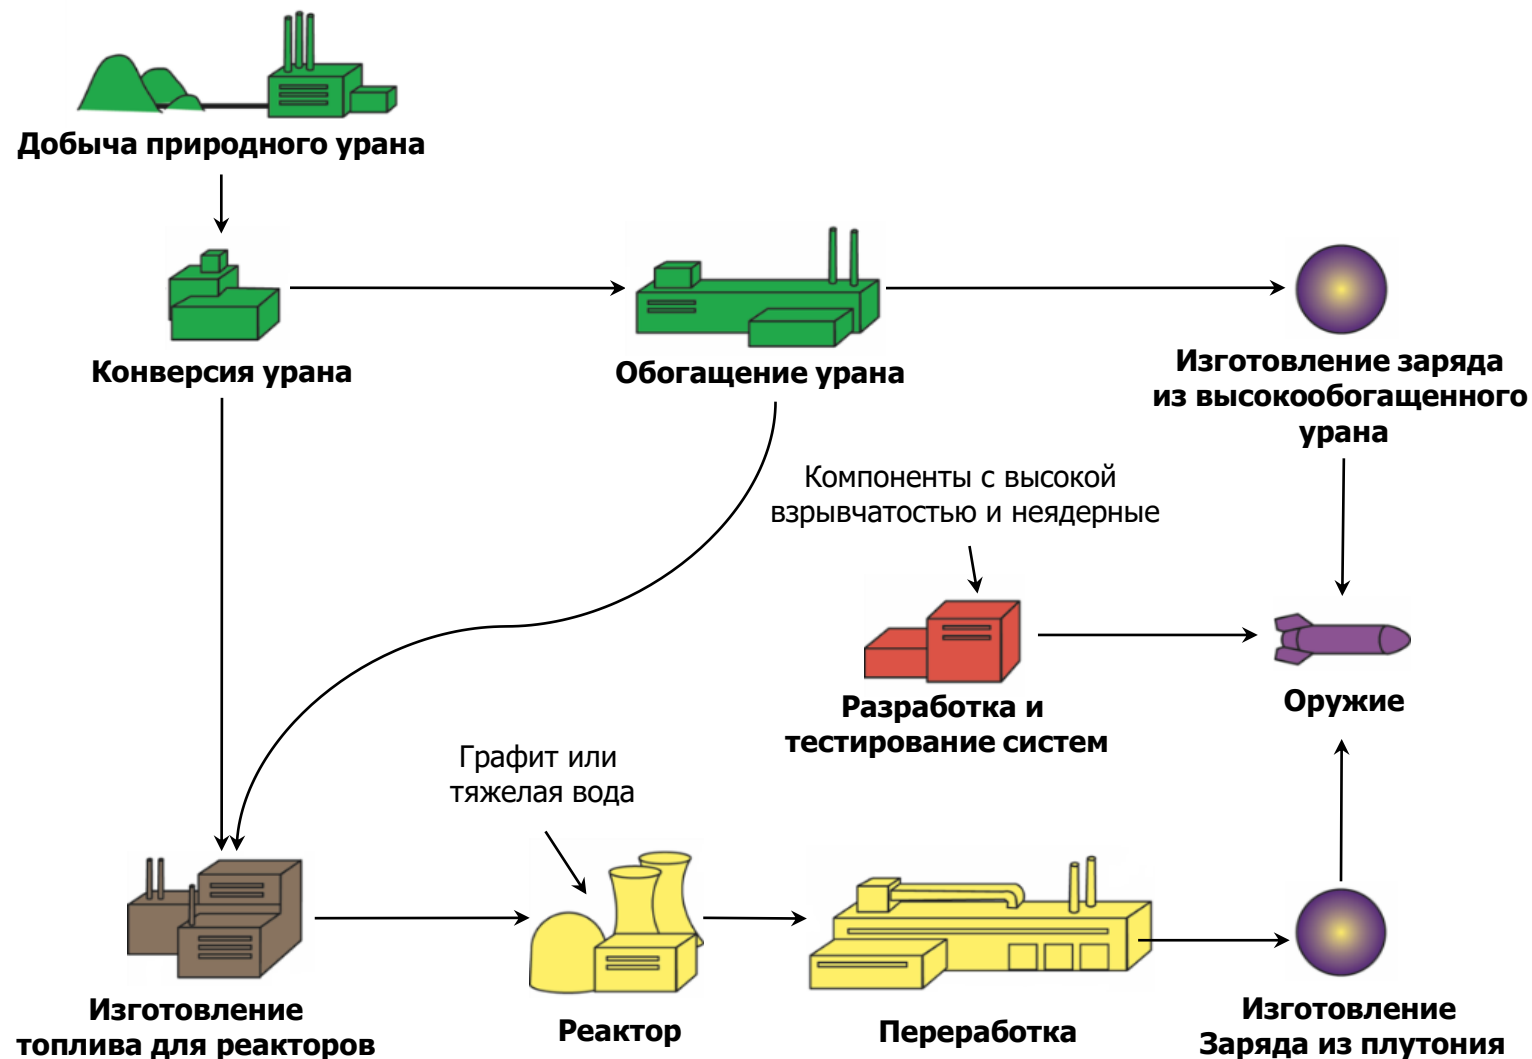 Добыча природного урана
Конверсия урана
Обогащение урана
Изготовление заряда
из высокообогащенного
урана
Компоненты с высокой
взрывчатостью и неядерные
Разработка и
тестирование систем
Оружие
Графит или
тяжелая вода
Изготовление
топлива для реакторов
Реактор
Переработка
Изготовление
Заряда из плутония